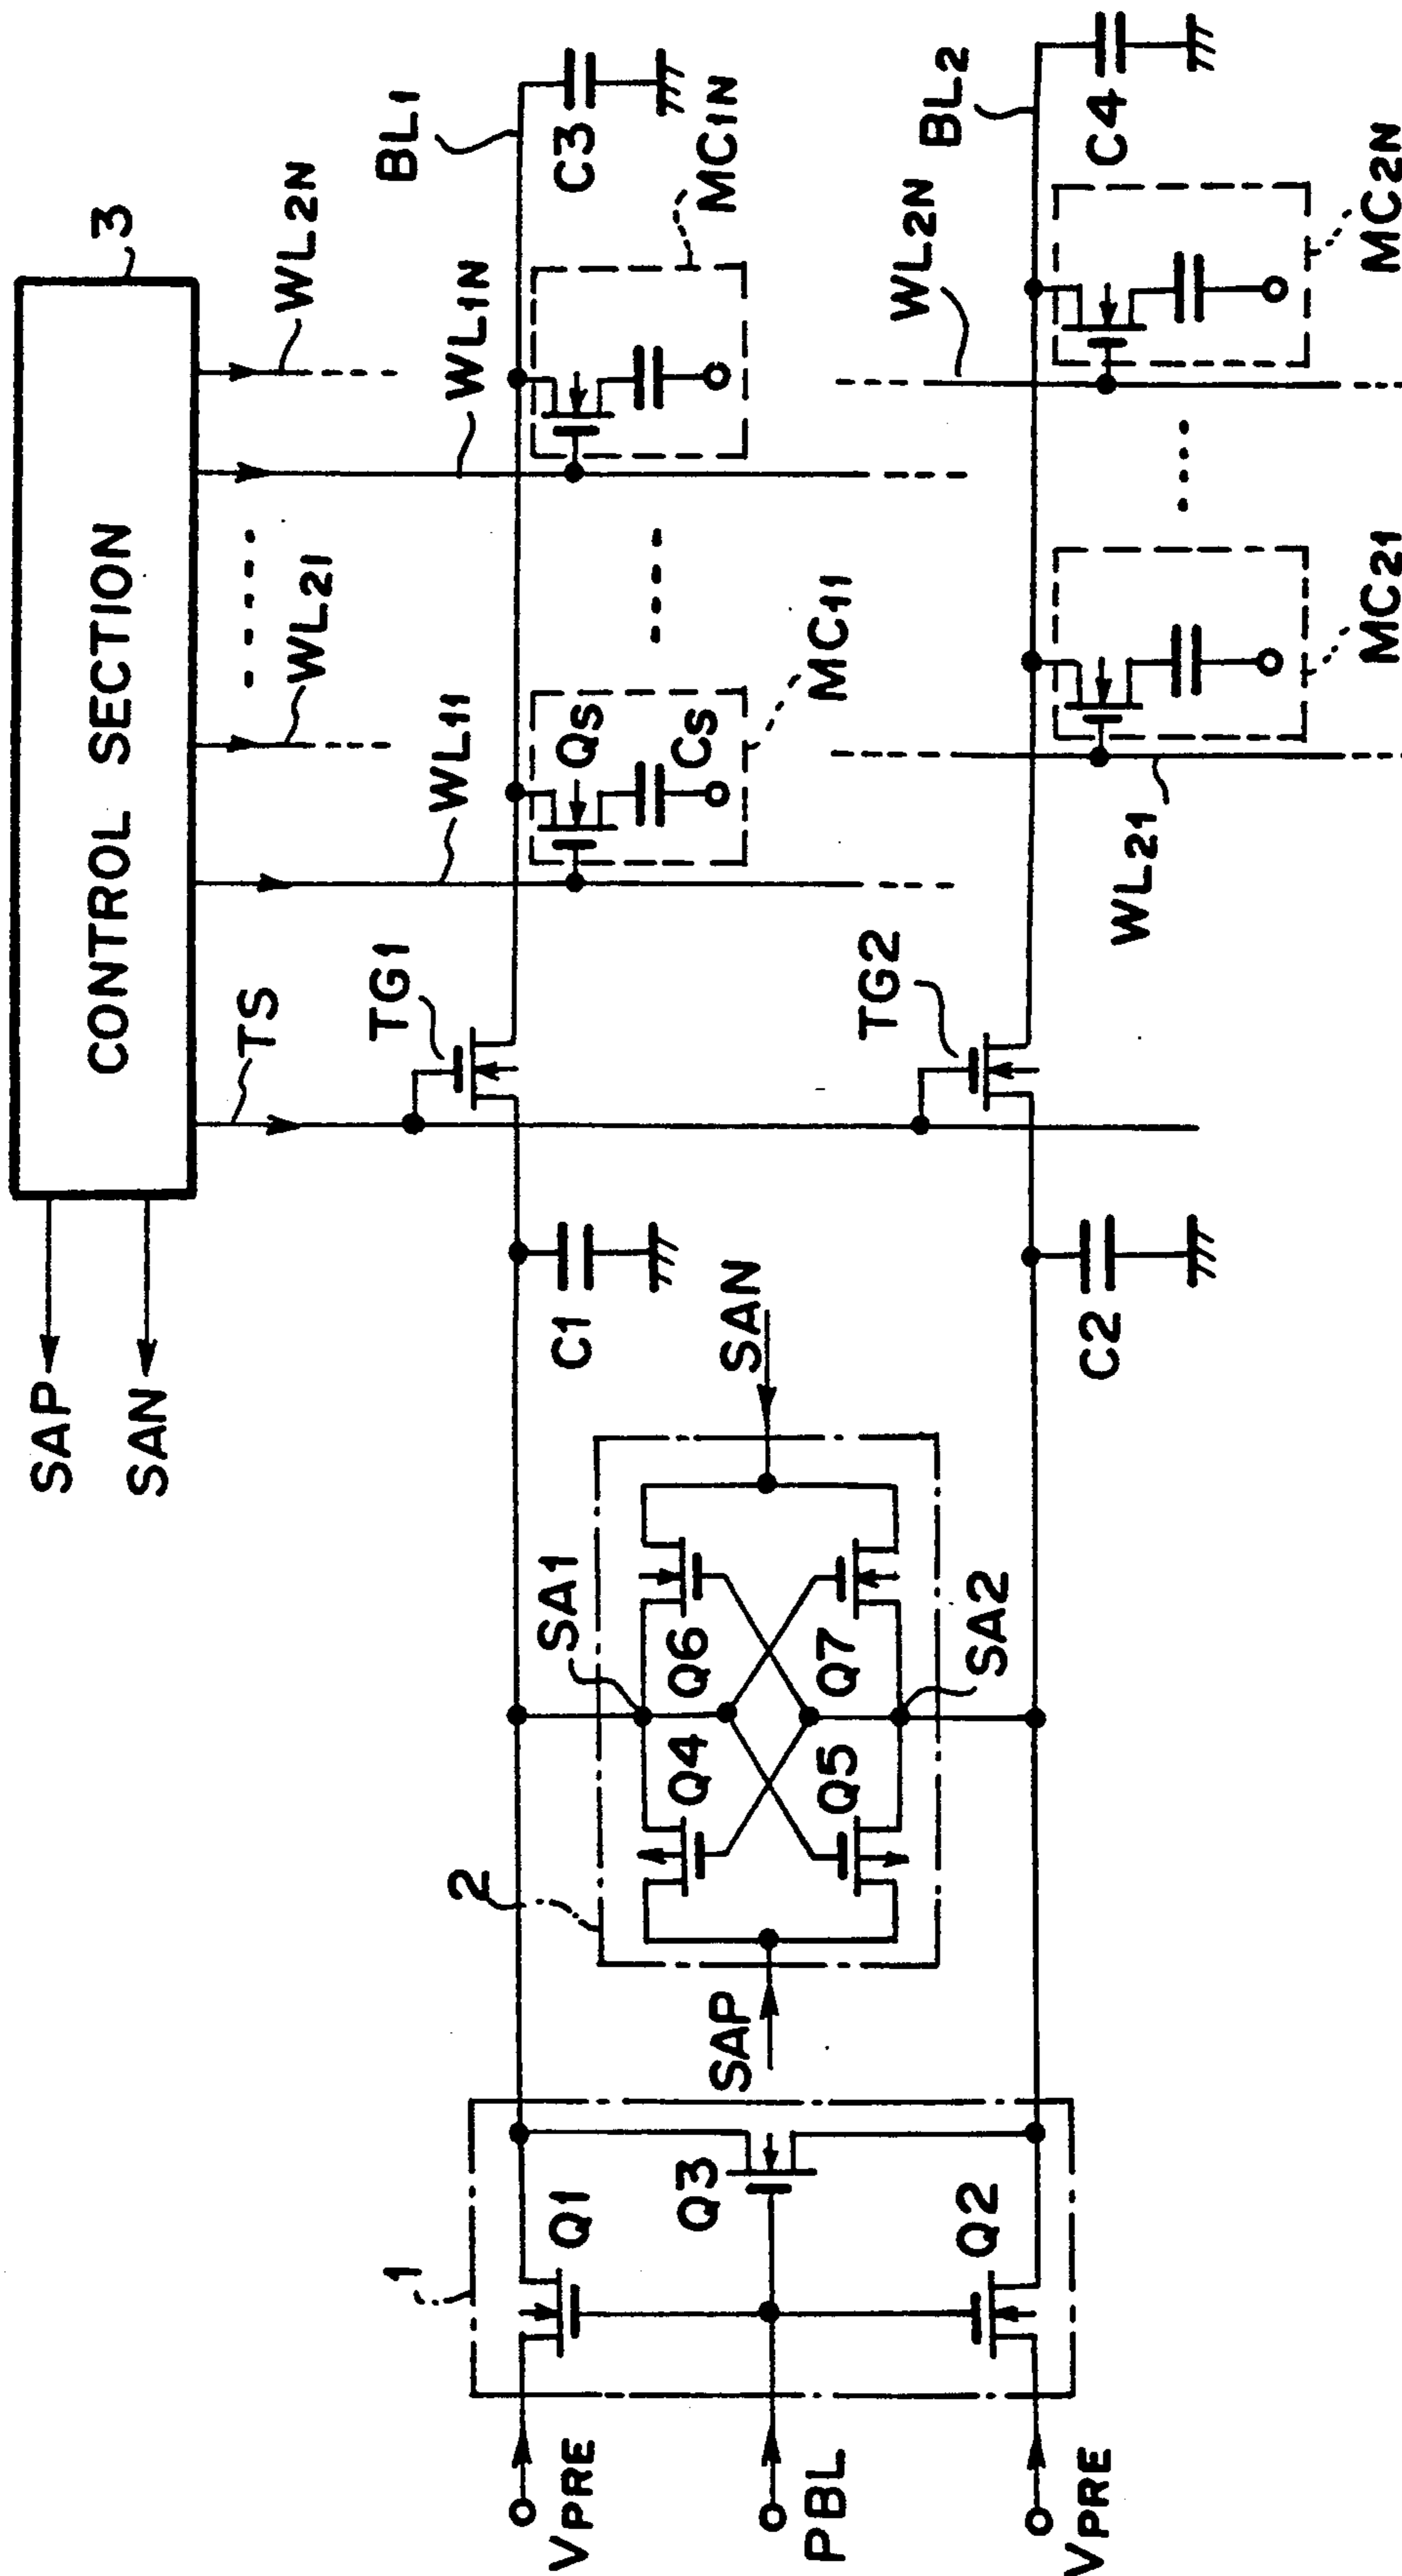 CONTROL SECTION
3
SAP
SAN
TS
WL11
WL21
WL1N
WL2N
BL1
TG1
C1
C3
Qs
Cs
MC11
MC1N
1
VPRE
PBL
VPRE
Q1
Q3
Q2
2
SAP
SAN
SA1
Q4
Q6
Q5
Q7
SA2
C2
TG2
WL21
WL2N
BL2
C4
MC21
MC2N